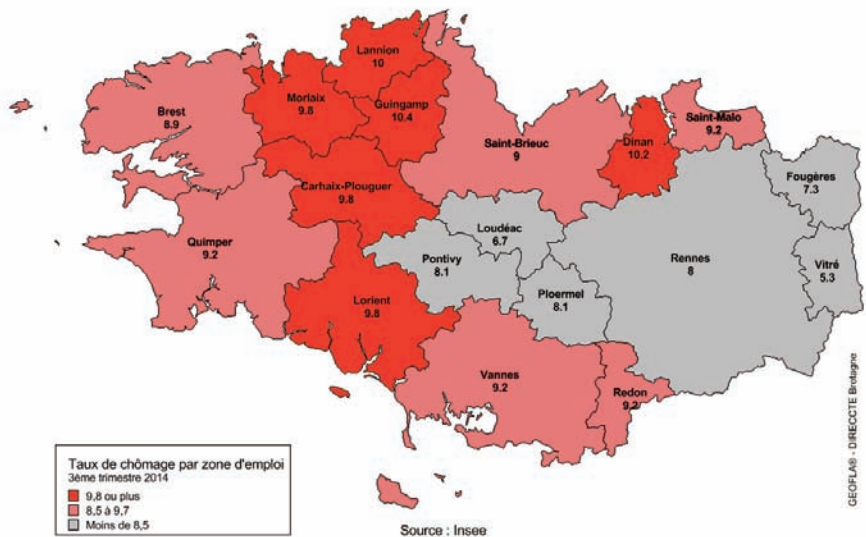 Lannion
10
Morlaix
9.8
Guingamp
10.4
Brest
8.9
Saint-Brieuc
9
Dinan
10.2
Saint-Malo
9.2
Fougères
7.3
Carhaix-Plouguer
9.8
Loudéac
6.7
Quimper
9.2
Pontivy
8.1
Rennes
8
Vitré
5.3
Ploermel
8.1
Lorient
9.8
Vannes
9.2
Redon
9.2
Taux de chômage par zone d'emploi
3ème trimestre 2014
9,8 ou plus
8,5 à 9,7
Moins de 8,5
Source : Insee
GEOFLA® - DIRECCTE Bretagne